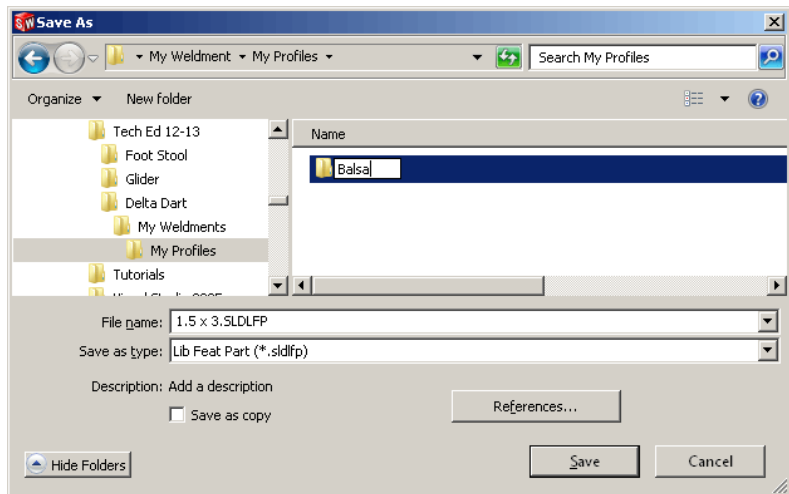 SW Save As
My Weldment My Profiles Search My Profiles
Organize New folder
Tech Ed 12-13
Foot Stool
Glider
Delta Dart
My Weldments
My Profiles
Tutorials
Name
Balsa
File name: 1.5 x 3.SLDLFP
Save as type: Lib Feat Part (*.sldlfp)
Description: Add a description
Save as copy
References...
Hide Folders Save Cancel